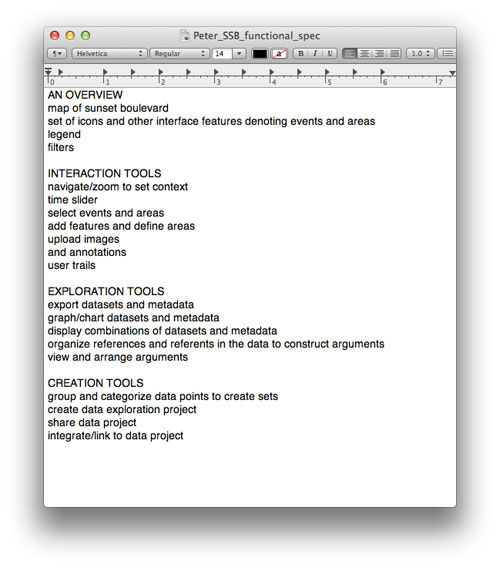 Peter_SSB_functional_spec
Helvetica Regular 14 a B I U 1.0
0 1 2 3 4 5 6 7
AN OVERVIEW
map of sunset boulevard
set of icons and other interface features denoting events and areas
legend
filters
INTERACTION TOOLS
navigate/zoom to set context
time slider
select events and areas
add features and define areas
upload images
and annotations
user trails
EXPLORATION TOOLS
export datasets and metadata
graph/chart datasets and metadata
display combinations of datasets and metadata
organize references and referents in the data to construct arguments
view and arrange arguments
CREATION TOOLS
group and categorize data points to create sets
create data exploration project
share data project
integrate/link to data project